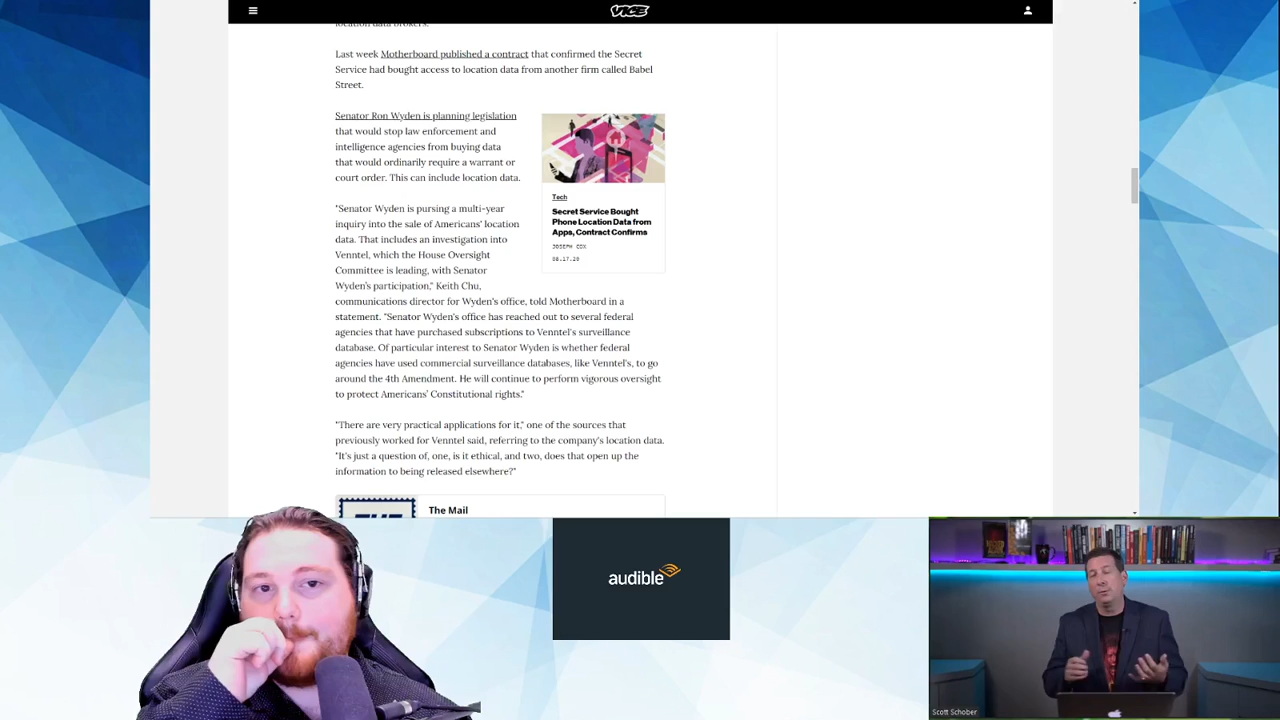 VICE
location data brokers.
Last week Motherboard published a contract that confirmed the Secret
Service had bought access to location data from another firm called Babel
Street.
Senator Ron Wyden is planning legislation
that would stop law enforcement and
intelligence agencies from buying data
that would ordinarily require a warrant or
court order. This can include location data.
Tech
Secret Service Bought
Phone Location Data from
Apps, Contract Confirms
JOSEPH COX
08.17.20
"Senator Wyden is pursing a multi-year
inquiry into the sale of Americans' location
data. That includes an investigation into
Venntel, which the House Oversight
Committee is leading, with Senator
Wyden's participation," Keith Chu,
communications director for Wyden's office, told Motherboard in a
statement. "Senator Wyden's office has reached out to several federal
agencies that have purchased subscriptions to Venntel's surveillance
database. Of particular interest to Senator Wyden is whether federal
agencies have used commercial surveillance databases, like Venntel's, to go
around the 4th Amendment. He will continue to perform vigorous oversight
to protect Americans' Constitutional rights."
"There are very practical applications for it," one of the sources that
previously worked for Venntel said, referring to the company's location data.
"It's just a question of, one, is it ethical, and two, does that open up the
information to being released elsewhere?"
The Mail
audible
Scott Schober